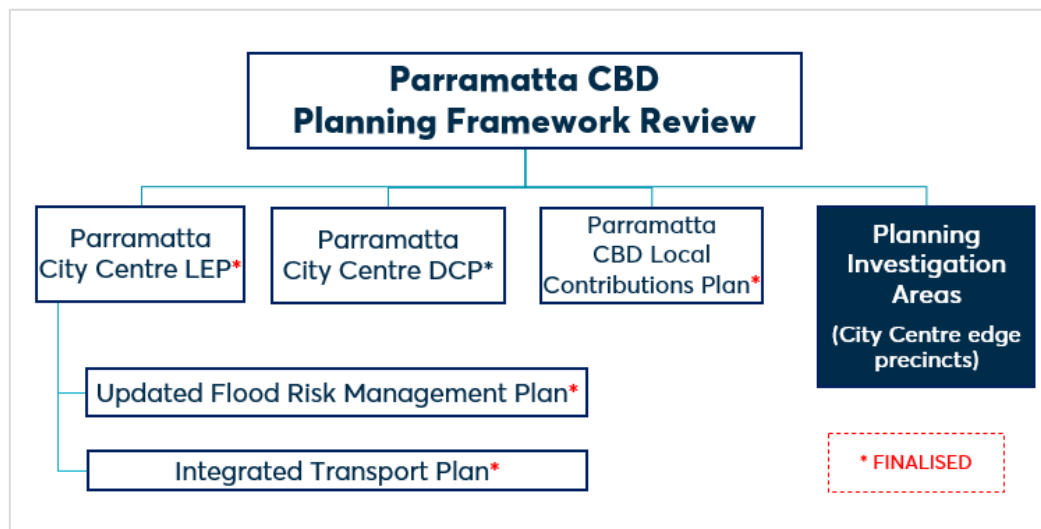 Parramatta CBD
Planning Framework Review
Parramatta
City Centre LEP*
Parramatta
City Centre DCP*
Parramatta
CBD Local
Contributions Plan*
Planning
Investigation
Areas
(City Centre edge
precincts)
Updated Flood Risk Management Plan*
Integrated Transport Plan*
* FINALISED